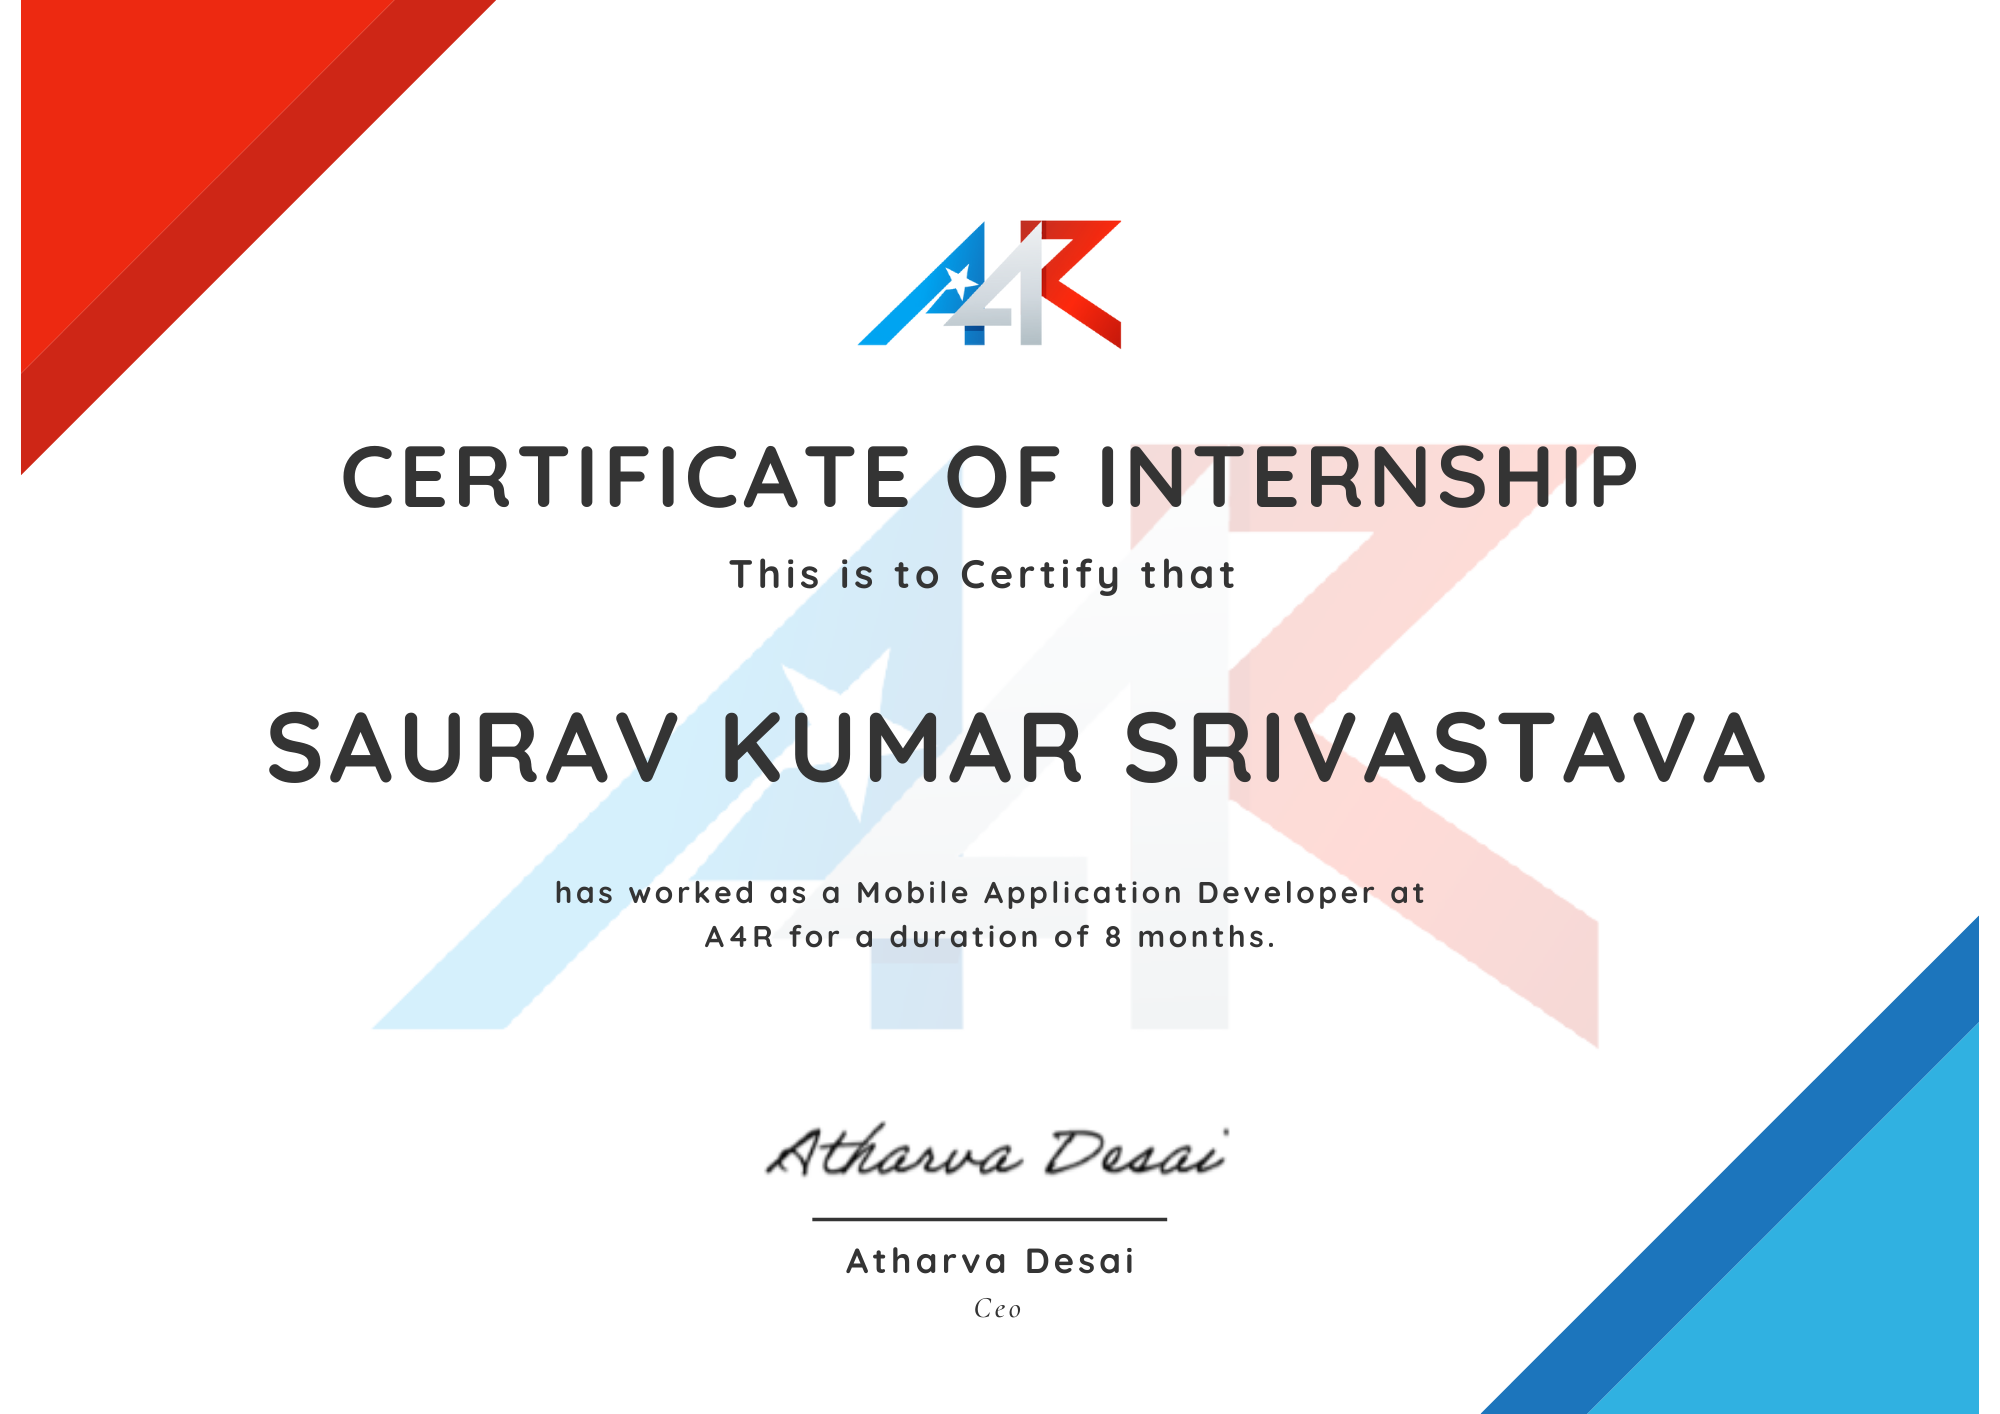 A4R
CERTIFICATE OF INTERNSHIP
This is to Certify that
SAURAV KUMAR SRIVASTAVA
has worked as a Mobile Application Developer at
A4R for a duration of 8 months.
Atharva Desai
Atharva Desai
Ceo